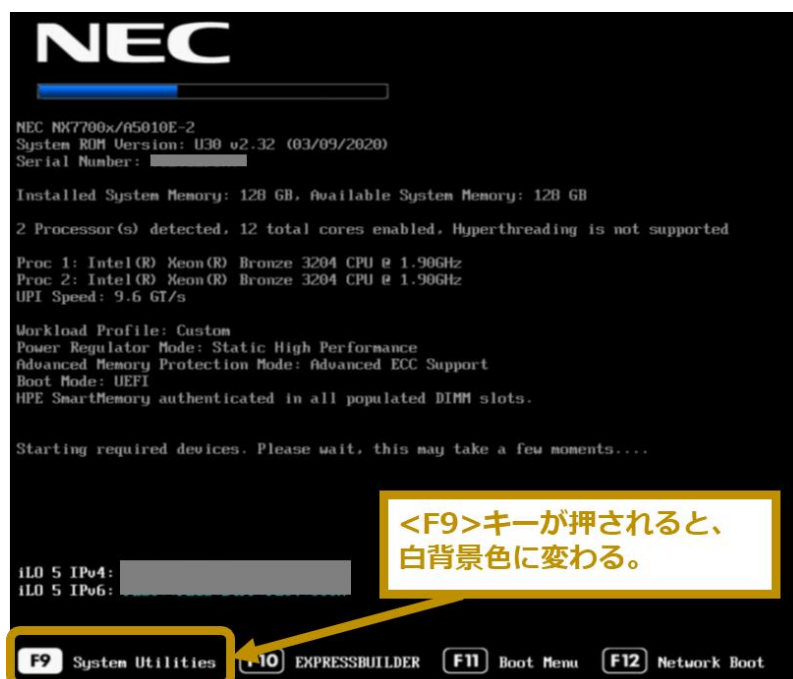 NEC
NEC NX7700x/A5010E-2
System ROM Version: U30 v2.32 (03/09/2020)
Serial Number:
Installed System Memory: 128 GB, Available System Memory: 128 GB
2 Processor(s) detected, 12 total cores enabled, Hyperthreading is not supported
Proc 1: Intel(R) Xeon(R) Bronze 3204 CPU @ 1.90GHz
Proc 2: Intel(R) Xeon(R) Bronze 3204 CPU @ 1.90GHz
UPI Speed: 9.6 GT/s
Workload Profile: Custom
Power Regulator Mode: Static High Performance
Advanced Memory Protection Mode: Advanced ECC Support
Boot Mode: UEFI
HPE SmartMemory authenticated in all populated DIMM slots.
Starting required devices. Please wait, this may take a few moments....
<F9>キーが押されると、
白背景色に変わる。
iLO 5 IPv4:
iLO 5 IPv6:
F9 System Utilities F10 EXPRESSBUILDER F11 Boot Menu F12 Network Boot